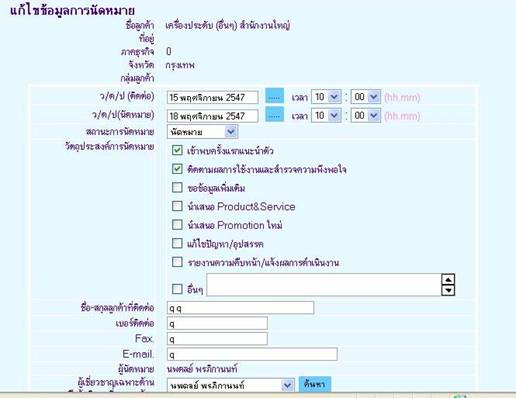 แก้ไขข้อมูลการนัดหมาย
ชื่อลูกค้า เครื่องประดับ (อื่นๆ) สำนักงานใหญ่
ที่อยู่
ภาคธุรกิจ 0
จังหวัด กรุงเทพ
กลุ่มลูกค้า
ว/ด/ป (ติดต่อ) 15 พฤศจิกายน 2547 ..... เวลา 10 : 00 (hh.mm)
ว/ด/ป(นัดหมาย) 18 พฤศจิกายน 2547 ..... เวลา 10 : 00 (hh.mm)
สถานะการนัดหมาย นัดหมาย
วัตถุประสงค์การนัดหมาย
เข้าพบครั้งแรกแนะนำตัว
ติดตามผลการใช้งานและสำรวจความพึงพอใจ
ขอข้อมูลเพิ่มเติม
นำเสนอ Product&Service
นำเสนอ Promotion ใหม่
แก้ไขปัญหา/อุปสรรค
รายงานความคืบหน้า/แจ้งผลการดำเนินงาน
อื่นๆ
ชื่อ-สกุลลูกค้าที่ติดต่อ q q
เบอร์ติดต่อ q
Fax. q
E-mail. q
ผู้นัดหมาย นพดลย์ พรภิกานนท์
ผู้เชี่ยวชาญเฉพาะด้าน นพดลย์ พรภิกานนท์ ค้นหา